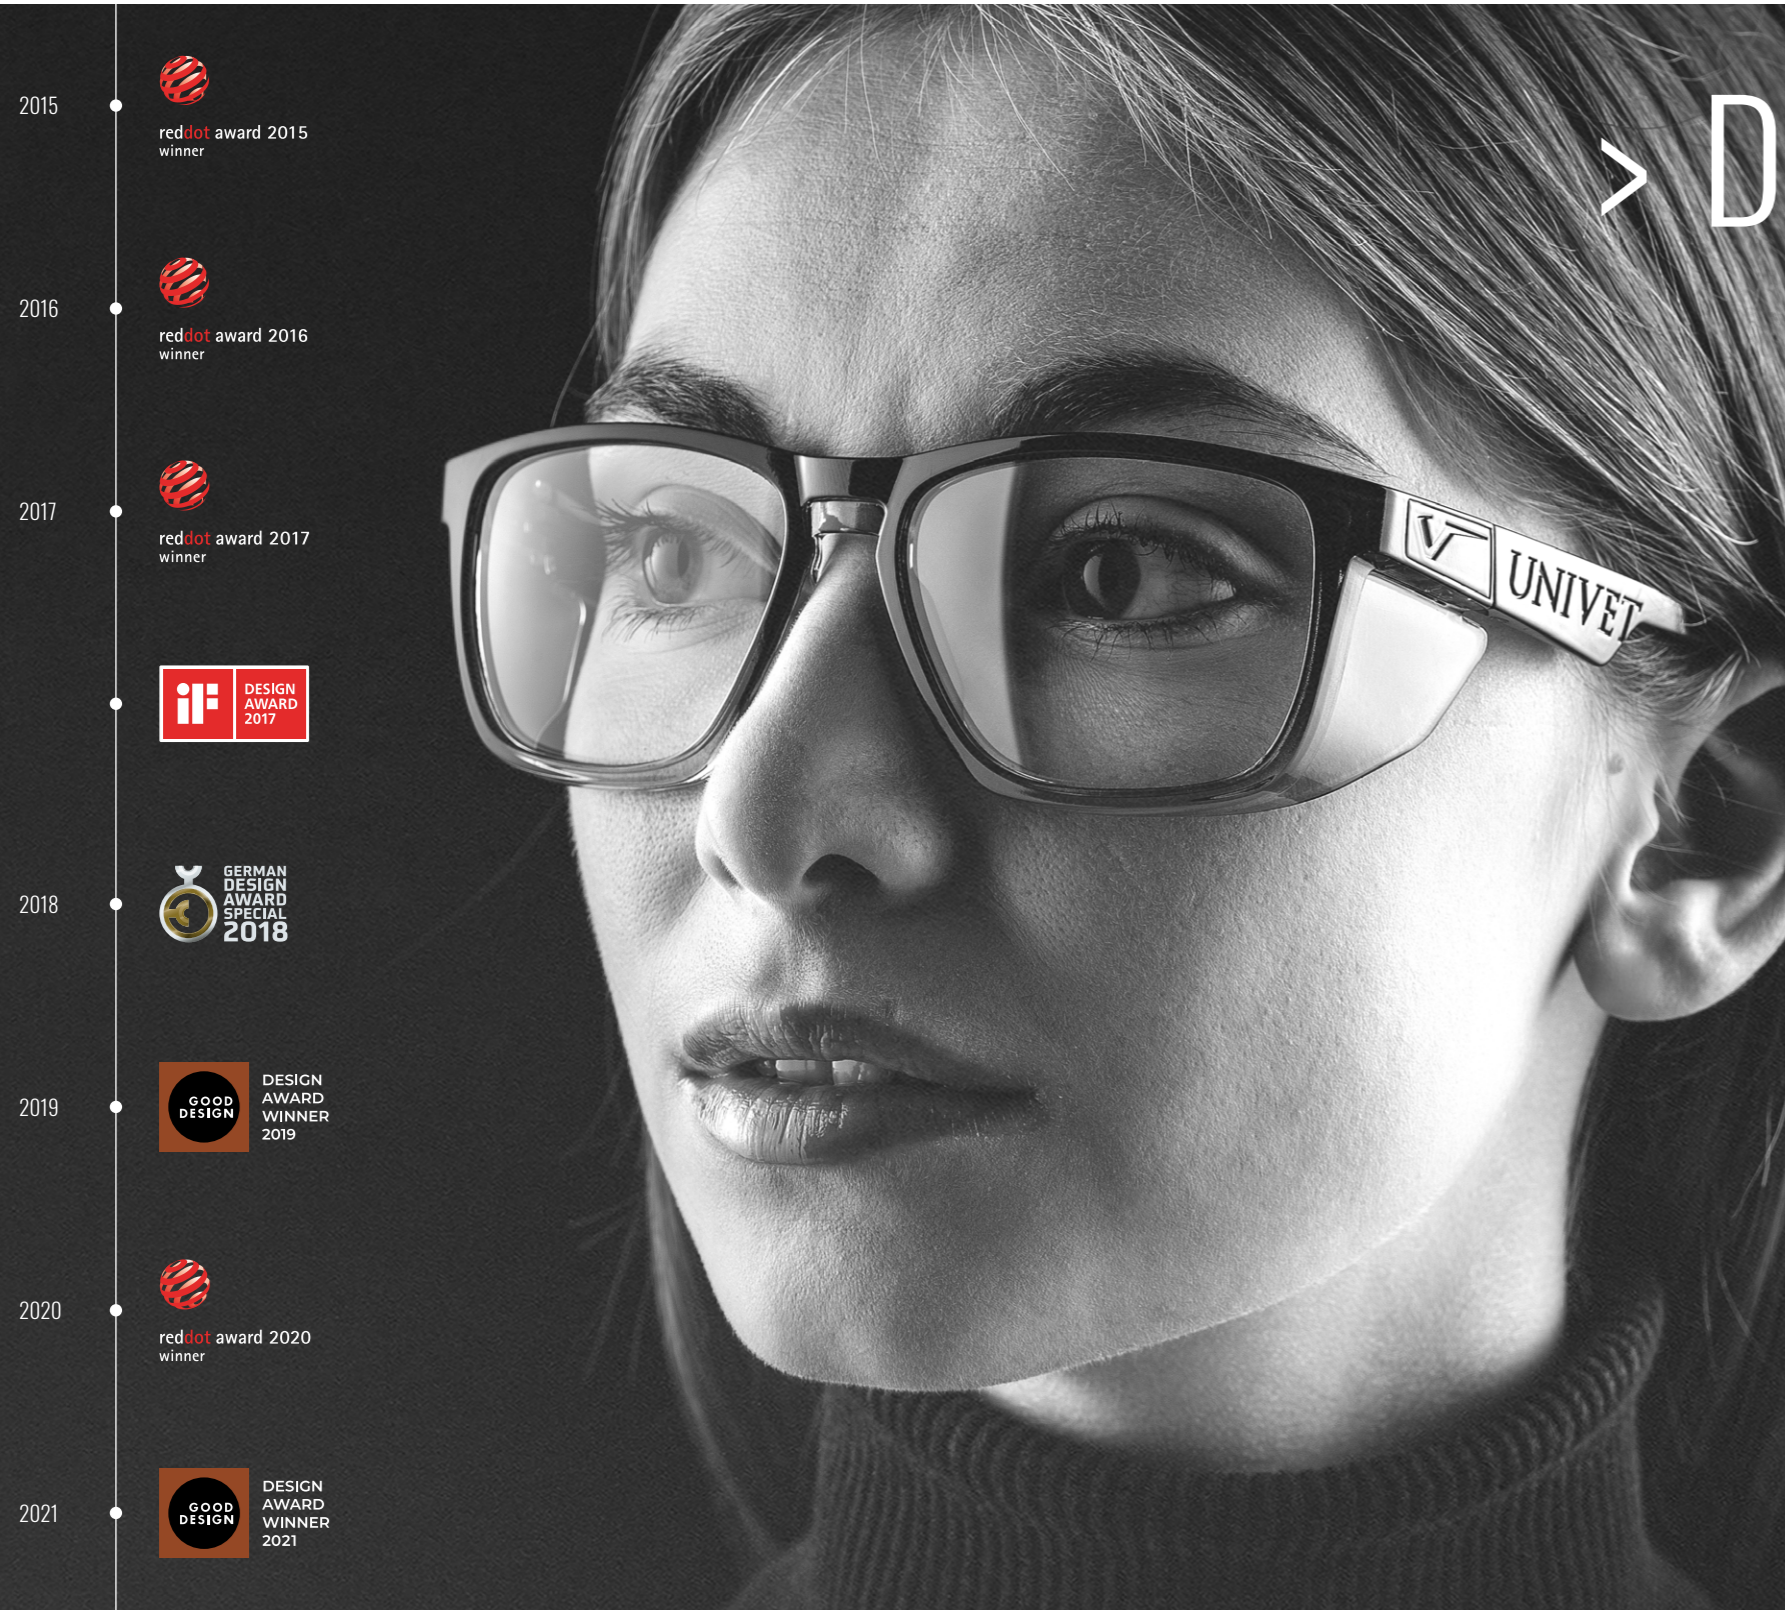 2015
reddot award 2015
winner
2016
reddot award 2016
winner
2017
reddot award 2017
winner
iF
DESIGN
AWARD
2017
2018
GERMAN
DESIGN
AWARD
SPECIAL
2018
2019
GOOD
DESIGN
DESIGN
AWARD
WINNER
2019
2020
reddot award 2020
winner
2021
GOOD
DESIGN
DESIGN
AWARD
WINNER
2021
> D
UNIVET